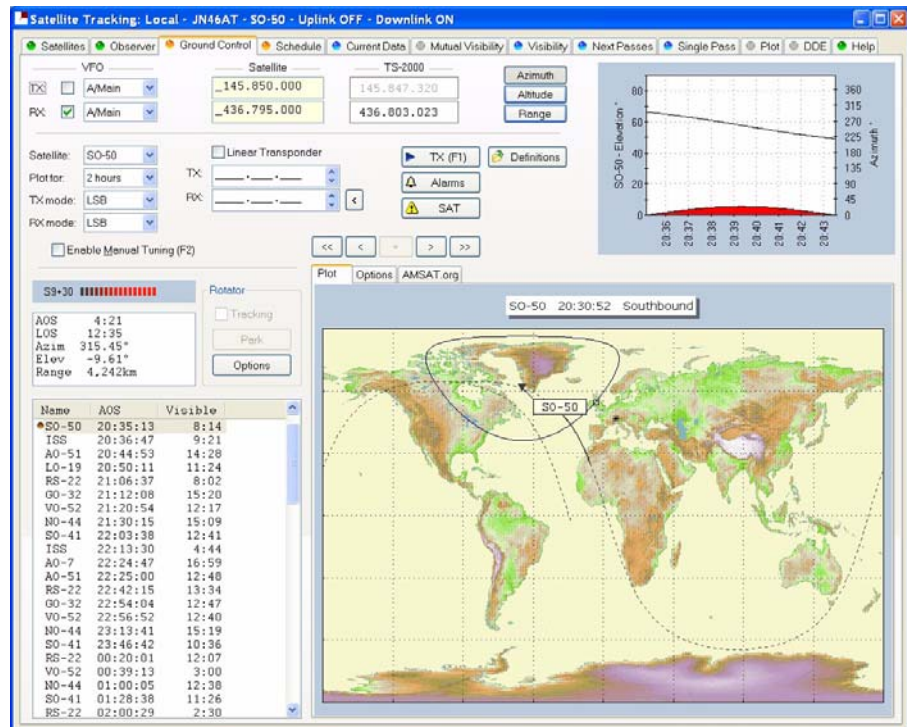 Satellite Tracking: Local - JN46AT - SO-50 - Uplink OFF - Downlink ON
Satellites Observer Ground Control Schedule Current Data Mutual Visibility Visibility Next Passes Single Pass Plot DDE Help
VFO Satellite TS-2000
TX: A/Main _145.850.000 145.847.320
RX: A/Main _436.795.000 436.803.023
Azimuth
Altitude
Range
Satellite: SO-50
Plot for: 2 hours
TX mode: LSB
RX mode: LSB
Linear Transponder
TX: ___.___.___
RX: ___.___.___ <
TX (F1) Definitions
Alarms
SAT
Enable Manual Tuning (F2)
<< < + > >>
SO-50 - Elevation °
80
60
40
20
0
360
315
270
225
180
135
90
45
0
Azimuth °
20:36 20:37 20:38 20:39 20:40 20:41 20:42 20:43
S9+30
Rotator
Tracking
Park
Options
AOS 4:21
LOS 12:35
Azim 315.45°
Elev -9.61°
Range 4,242km
Plot Options AMSAT.org
SO-50 20:30:52 Southbound
SO-50
Name AOS Visible
SO-50 20:35:13 8:14
ISS 20:36:47 9:21
AO-51 20:44:53 14:28
LO-19 20:50:11 11:24
RS-22 21:06:37 8:02
GO-32 21:12:08 15:20
VO-52 21:20:54 12:17
NO-44 21:30:15 15:09
SO-41 22:03:38 12:41
ISS 22:13:30 4:44
AO-7 22:24:47 16:59
AO-51 22:25:00 12:48
RS-22 22:42:15 13:34
GO-32 22:54:04 12:47
VO-52 22:56:52 12:40
NO-44 23:13:41 15:19
SO-41 23:46:42 10:36
RS-22 00:20:01 12:07
VO-52 00:39:13 3:00
NO-44 01:00:05 12:38
SO-41 01:28:38 11:26
RS-22 02:00:29 2:30